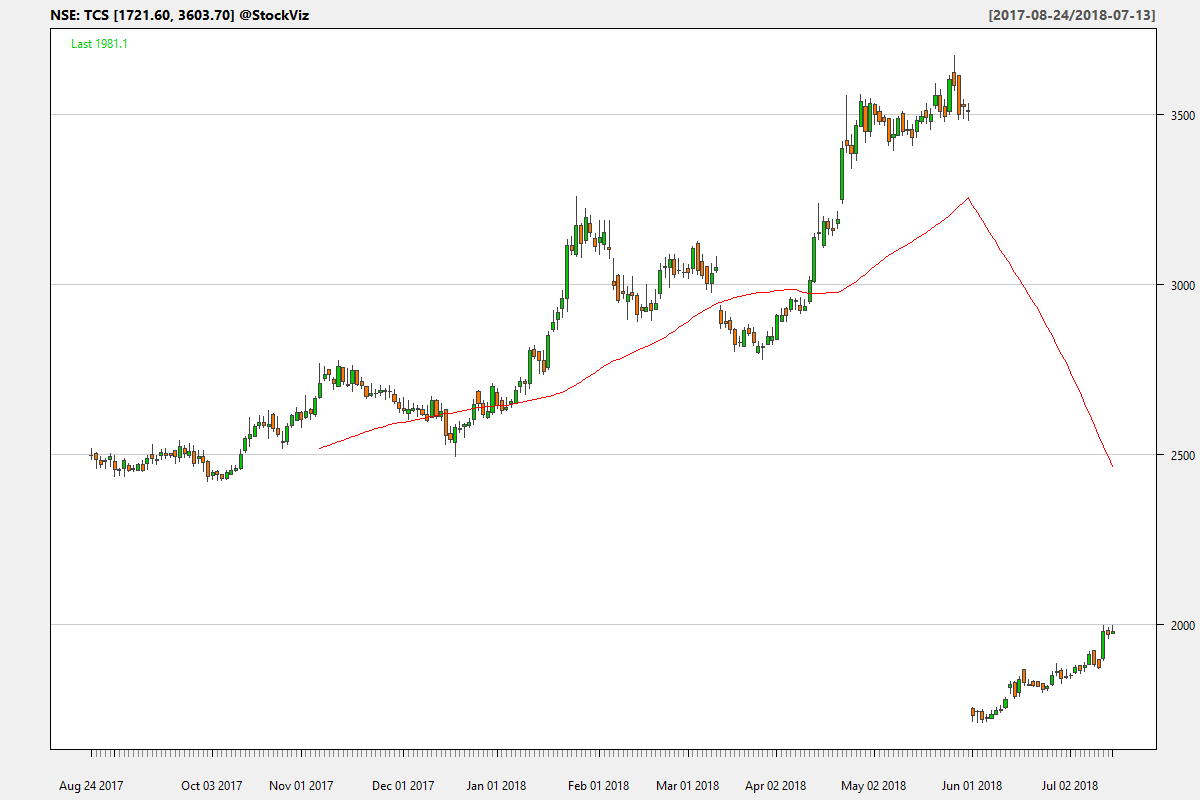 NSE: TCS [1721.60, 3603.70] @StockViz [2017-08-24/2018-07-13]
Last 1981.1
3500
3000
2500
2000
Aug 24 2017 Oct 03 2017 Nov 01 2017 Dec 01 2017 Jan 01 2018 Feb 01 2018 Mar 01 2018 Apr 02 2018 May 02 2018 Jun 01 2018 Jul 02 2018